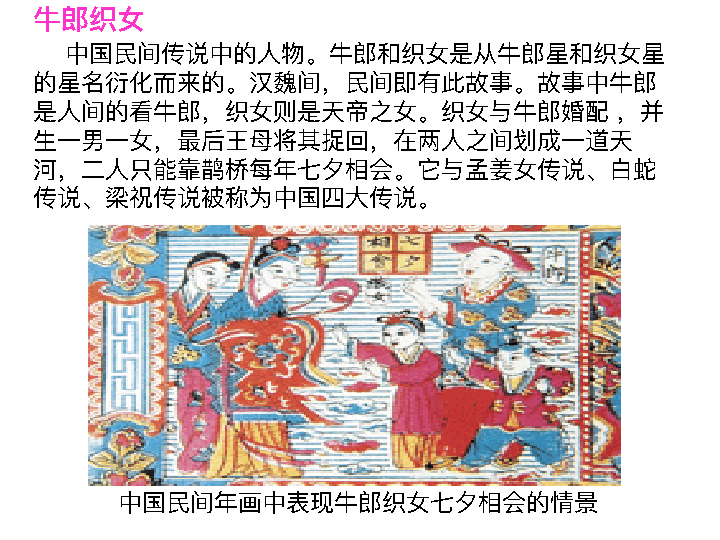 牛郎织女
中国民间传说中的人物。牛郎和织女是从牛郎星和织女星
的星名衍化而来的。汉魏间，民间即有此故事。故事中牛郎
是人间的看牛郎，织女则是天帝之女。织女与牛郎婚配 ，并
生一男一女，最后王母将其捉回，在两人之间划成一道天
河，二人只能靠鹊桥每年七夕相会。它与孟姜女传说、白蛇
传说、梁祝传说被称为中国四大传说。
七夕
相會
牛郎
織女
中国民间年画中表现牛郎织女七夕相会的情景